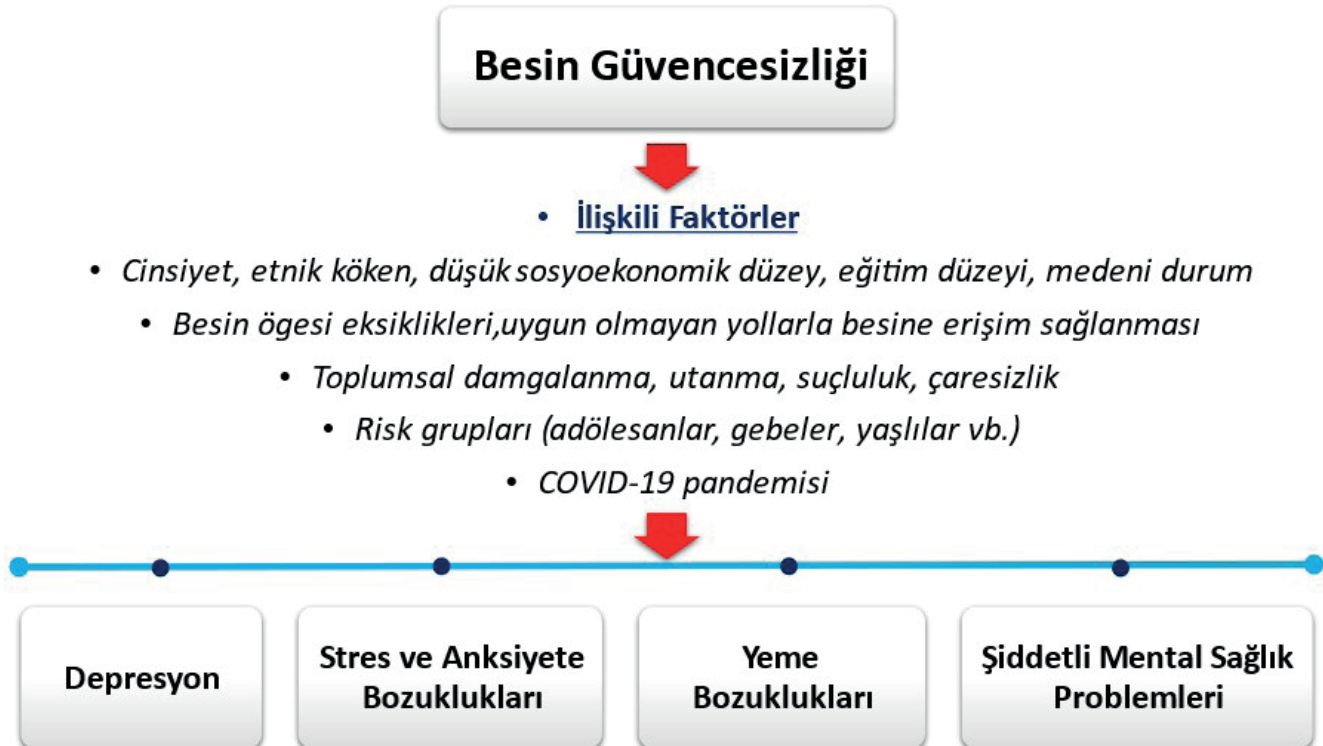 Besin Güvencesizliği
• İlişkili Faktörler
• Cinsiyet, etnik köken, düşük sosyoekonomik düzey, eğitim düzeyi, medeni durum
• Besin ögesi eksiklikleri,uygun olmayan yollarla besine erişim sağlanması
• Toplumsal damgalanma, utanma, suçluluk, çaresizlik
• Risk grupları (adölesanlar, gebeler, yaşlılar vb.)
• COVID-19 pandemisi
Depresyon
Stres ve Anksiyete
Bozuklukları
Yeme
Bozuklukları
Şiddetli Mental Sağlık
Problemleri